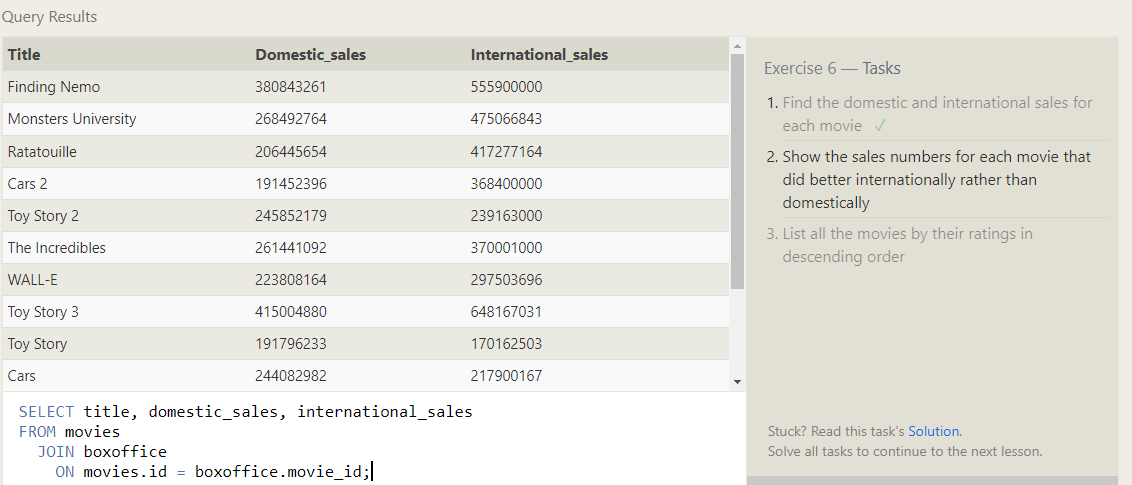 Query Results
Title Domestic_sales International_sales
Finding Nemo 380843261 555900000
Monsters University 268492764 475066843
Ratatouille 206445654 417277164
Cars 2 191452396 368400000
Toy Story 2 245852179 239163000
The Incredibles 261441092 370001000
WALL-E 223808164 297503696
Toy Story 3 415004880 648167031
Toy Story 191796233 170162503
Cars 244082982 217900167
SELECT title, domestic_sales, international_sales
FROM movies
JOIN boxoffice
ON movies.id = boxoffice.movie_id;
Exercise 6 — Tasks
1. Find the domestic and international sales for
each movie ✓
2. Show the sales numbers for each movie that
did better internationally rather than
domestically
3. List all the movies by their ratings in
descending order
Stuck? Read this task's Solution.
Solve all tasks to continue to the next lesson.